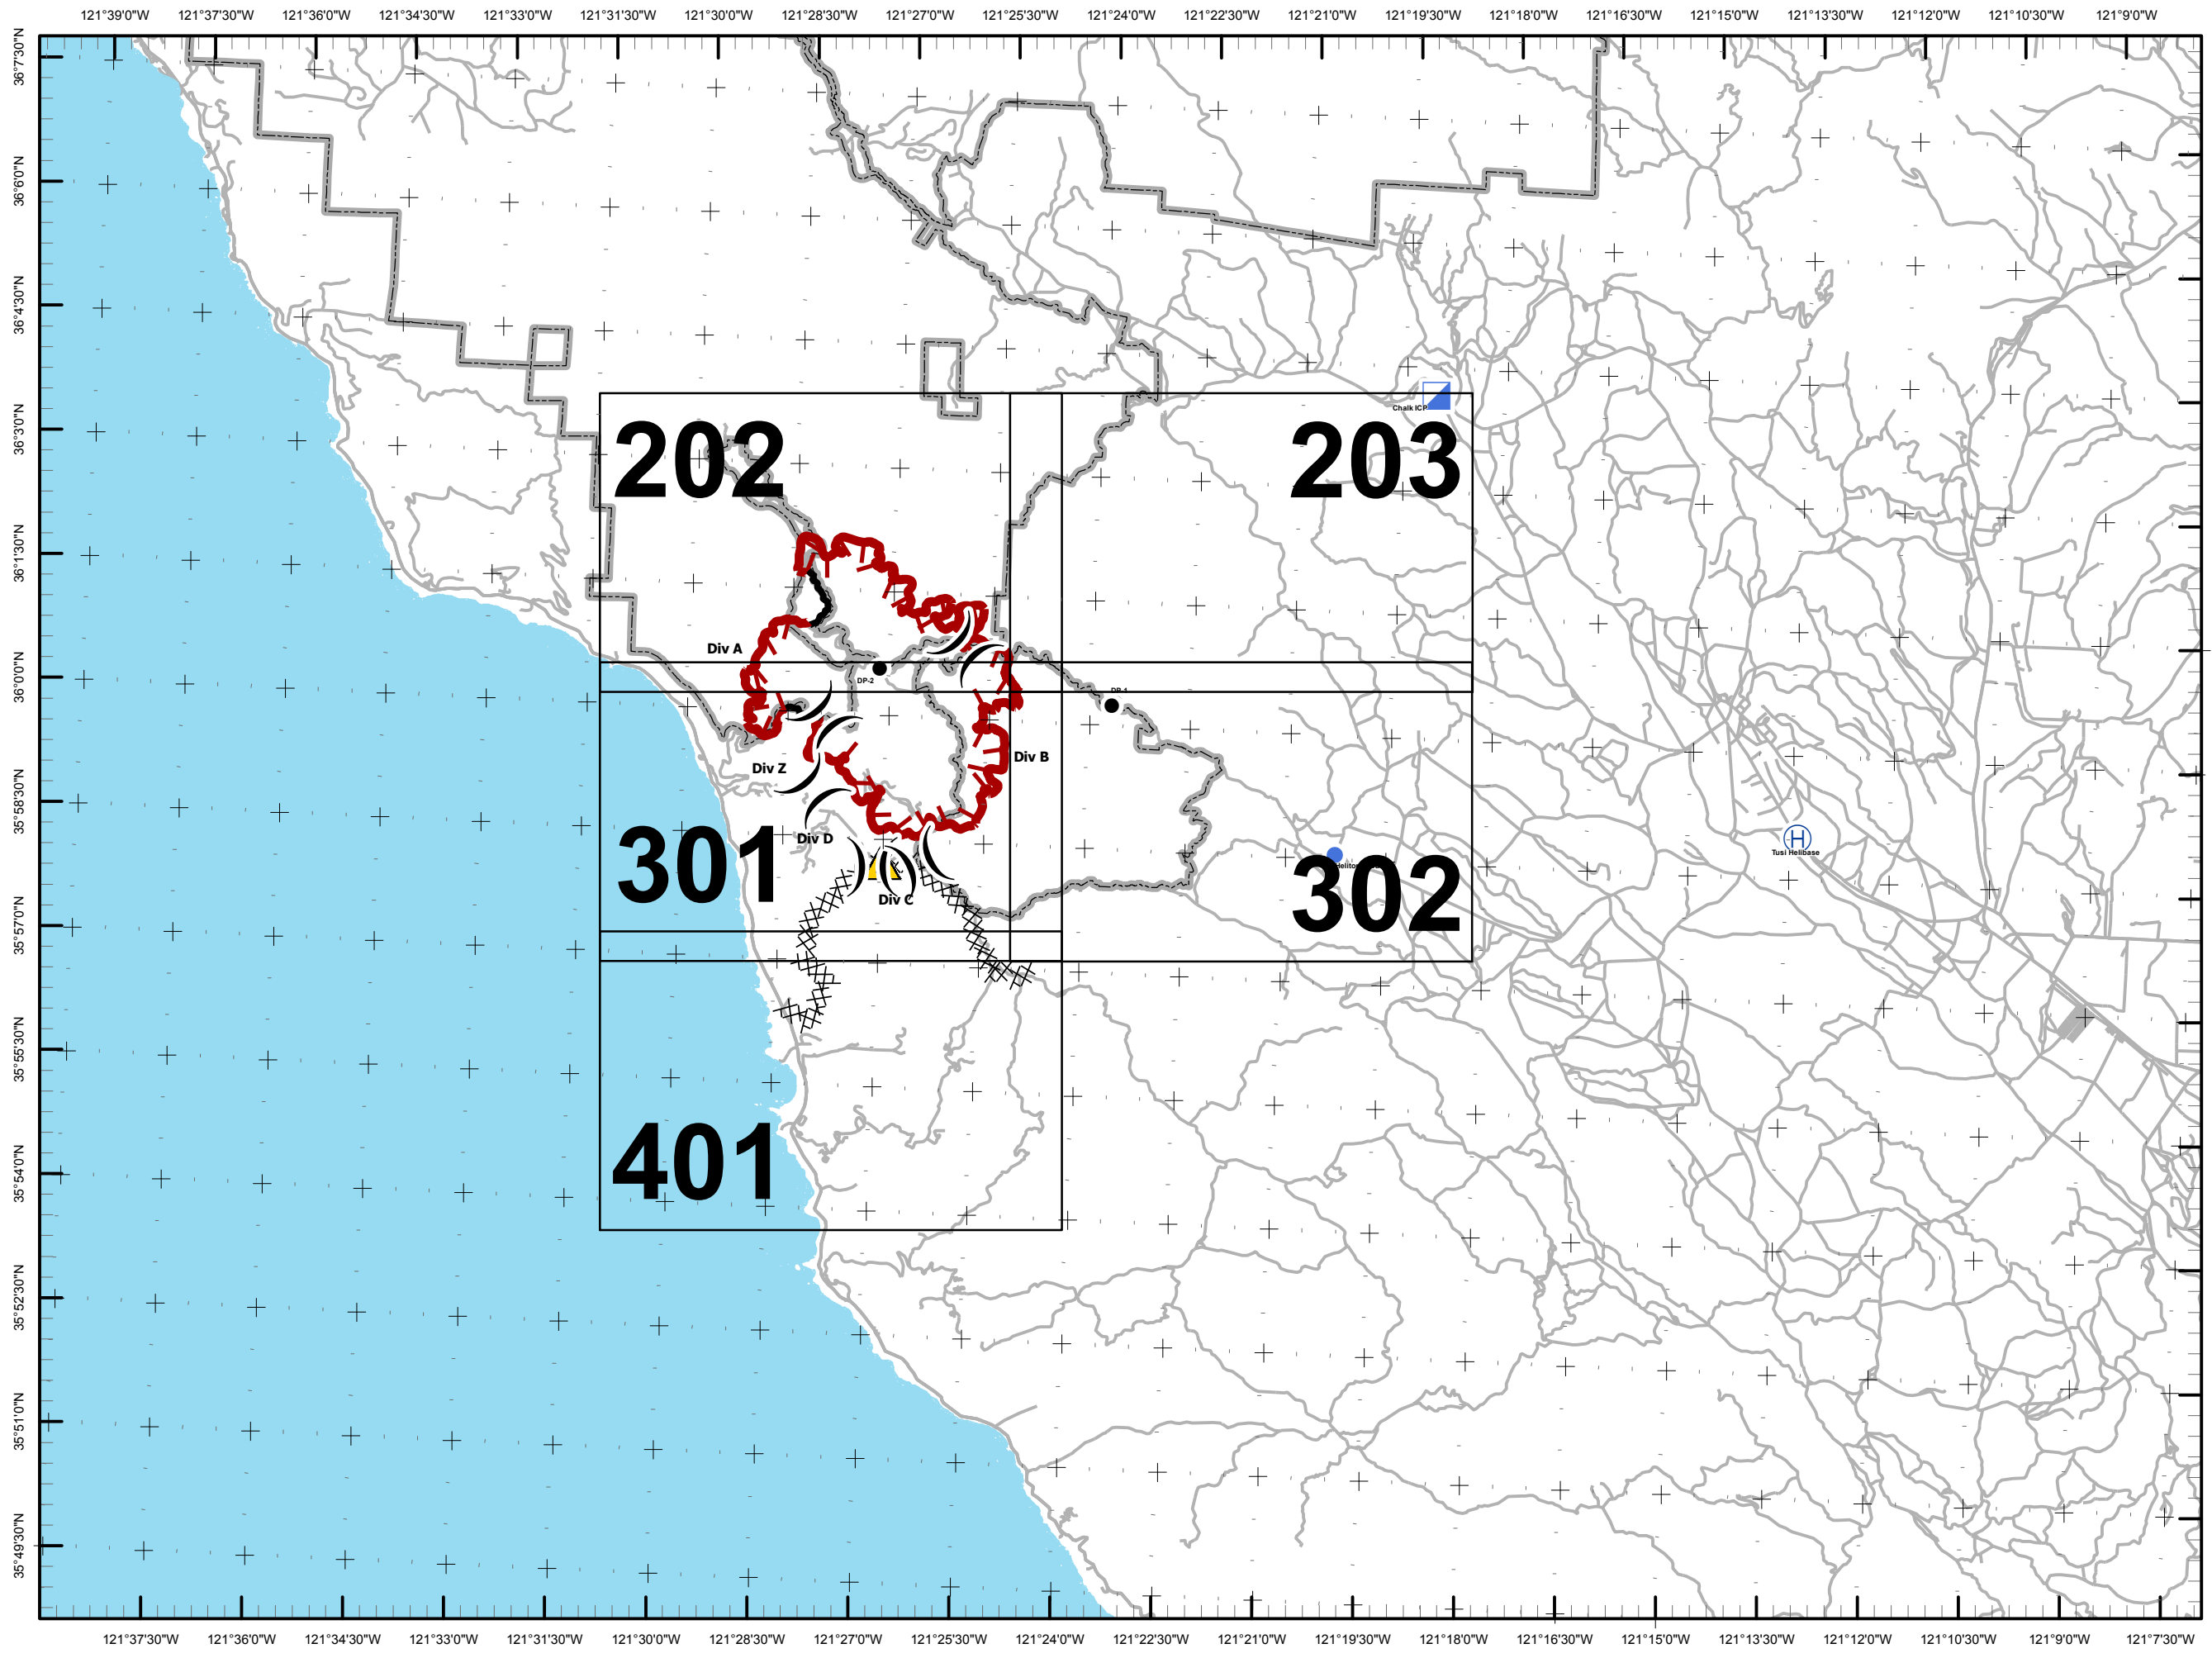 121°39'0"W 121°37'30"W 121°36'0"W 121°34'30"W 121°33'0"W 121°31'30"W 121°30'0"W 121°28'30"W 121°27'0"W 121°25'30"W 121°24'0"W 121°22'30"W 121°21'0"W 121°19'30"W 121°18'0"W 121°16'30"W 121°15'0"W 121°13'30"W 121°12'0"W 121°10'30"W 121°9'0"W
36°7'30"N
36°6'0"N
36°4'30"N
36°3'0"N
36°1'30"N
36°0'0"N
35°58'30"N
35°57'0"N
35°55'30"N
35°54'0"N
35°52'30"N
35°51'0"N
35°49'30"N
Chalk ICP
202
203
Div A
DP-2
DP-1
Div B
Div Z
Div D
Tusi Helibase
301
302
Div C
401
121°37'30"W 121°36'0"W 121°34'30"W 121°33'0"W 121°31'30"W 121°30'0"W 121°28'30"W 121°27'0"W 121°25'30"W 121°24'0"W 121°22'30"W 121°21'0"W 121°19'30"W 121°18'0"W 121°16'30"W 121°15'0"W 121°13'30"W 121°12'0"W 121°10'30"W 121°9'0"W 121°7'30"W